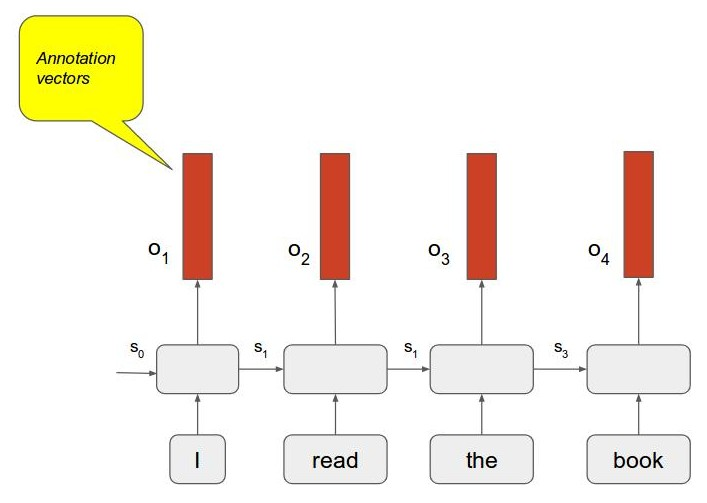 Annotation
vectors
o1
o2
o3
o4
s0
s1
s1
s3
I
read
the
book